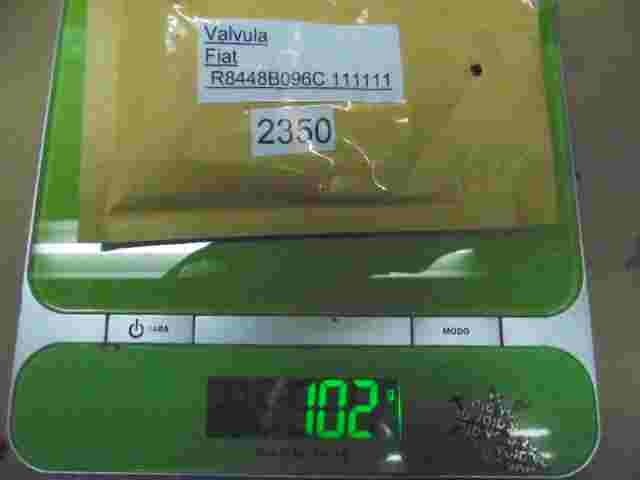 Valvula
Fiat
R8448B096C 111111
2350
TARA
MODO
102 g